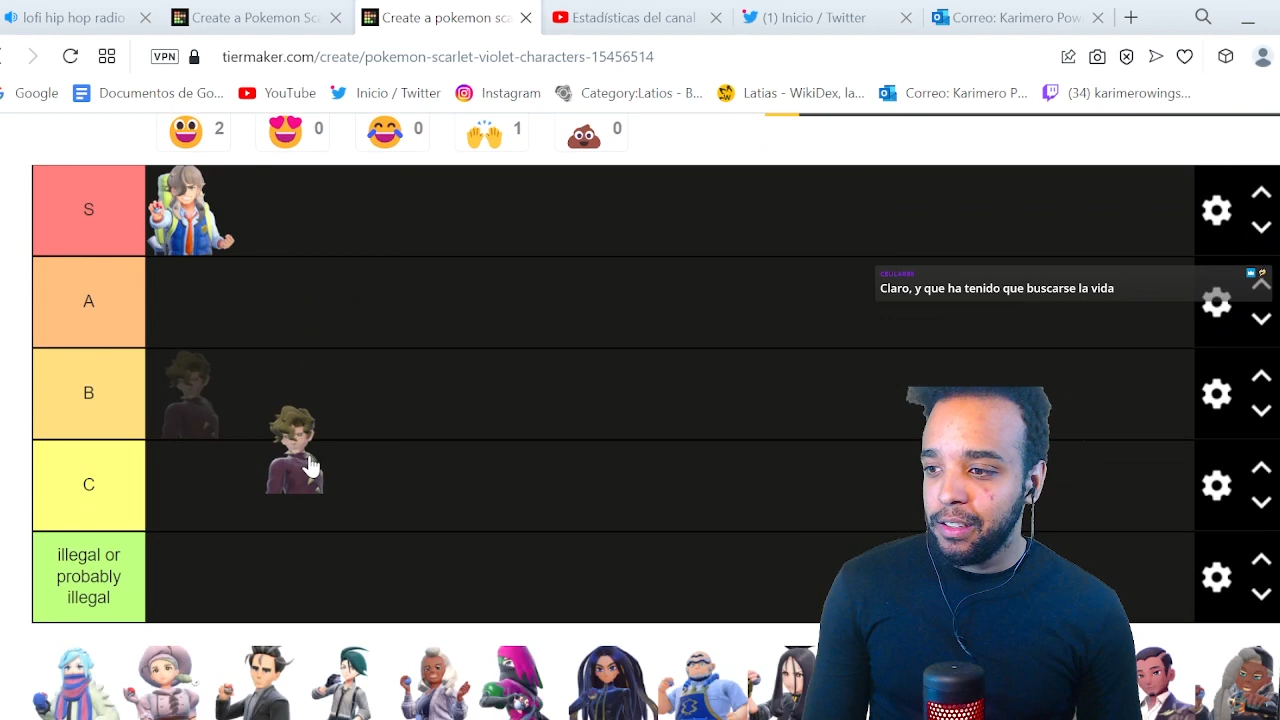 lofi hip hop radio
Create a Pokemon Sc
Create a pokemon sca
Estadísticas del canal
(1) Inicio / Twitter
Correo: Karimero Pow
VPN
tiermaker.com/create/pokemon-scarlet-violet-characters-15456514
Google
Documentos de Go...
YouTube
Inicio / Twitter
Instagram
Category:Latios - B...
Latias - WikiDex, la...
Correo: Karimero P...
(34) karimerowings...
2
0
0
1
0
S
A
CELLAREB
Claro, y que ha tenido que buscarse la vida
B
C
illegal or
probably
illegal